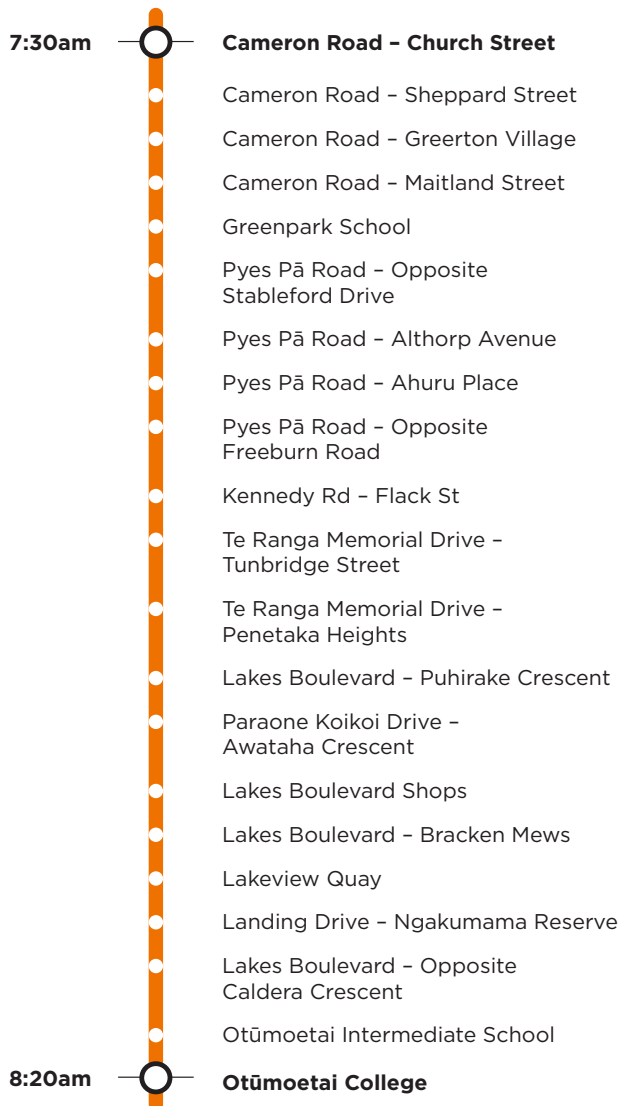 7:30am Cameron Road – Church Street
Cameron Road – Sheppard Street
Cameron Road – Greerton Village
Cameron Road – Maitland Street
Greenpark School
Pyes Pā Road – Opposite
Stableford Drive
Pyes Pā Road – Althorp Avenue
Pyes Pā Road – Ahuru Place
Pyes Pā Road – Opposite
Freeburn Road
Kennedy Rd – Flack St
Te Ranga Memorial Drive –
Tunbridge Street
Te Ranga Memorial Drive –
Penetaka Heights
Lakes Boulevard – Puhirake Crescent
Paraone Koikoi Drive –
Awataha Crescent
Lakes Boulevard Shops
Lakes Boulevard – Bracken Mews
Lakeview Quay
Landing Drive – Ngakumama Reserve
Lakes Boulevard – Opposite
Caldera Crescent
Otūmoetai Intermediate School
8:20am Otūmoetai College